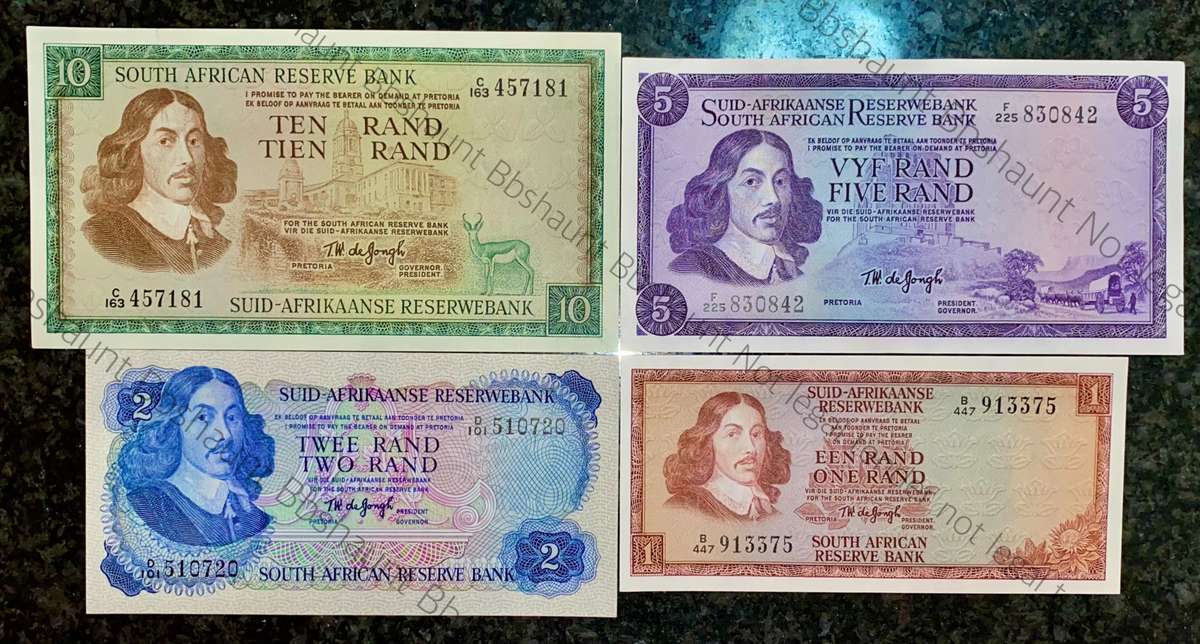 10
SOUTH AFRICAN RESERVE BANK
C/163 457181
I PROMISE TO PAY THE BEARER ON DEMAND AT PRETORIA
EK BELOOF OP AANVRAAG TE BETAAL AAN TOONDER TE PRETORIA
TEN RAND
TIEN RAND
FOR THE SOUTH AFRICAN RESERVE BANK
VIR DIE SUID-AFRIKAANSE RESERWEBANK
T.W. de Jongh
PRETORIA GOVERNOR.
PRESIDENT.
C/163 457181
SUID-AFRIKAANSE RESERWEBANK
10
5
SUID-AFRIKAANSE RESERWEBANK
SOUTH AFRICAN RESERVE BANK
F/225 830842
5
EK BELOOF OP AANVRAAG TE BETAAL AAN TOONDER TE PRETORIA
I PROMISE TO PAY THE BEARER ON DEMAND AT PRETORIA
VYF RAND
FIVE RAND
VIR DIE SUID-AFRIKAANSE RESERWEBANK
FOR THE SOUTH AFRICAN RESERVE BANK
T.W. de Jongh
PRETORIA PRESIDENT.
GOVERNOR.
5
F/225 830842
2
SUID-AFRIKAANSE RESERWEBANK
EK BELOOF OP AANVRAAG TE BETAAL AAN TOONDER TE PRETORIA
I PROMISE TO PAY THE BEARER ON DEMAND AT PRETORIA
D/101 510720
TWEE RAND
TWO RAND
VIR DIE SUID-AFRIKAANSE RESERWEBANK
FOR THE SOUTH AFRICAN RESERVE BANK
T.W. de Jongh
PRESIDENT
PRETORIA GOVERNOR.
D/101 510720
SOUTH AFRICAN RESERVE BANK
2
SUID-AFRIKAANSE
RESERWEBANK
B/447 913375
1
EK BELOOF OP AANVRAAG
TE BETAAL AAN TOONDER
TE PRETORIA
I PROMISE TO PAY THE BEARER
ON DEMAND AT PRETORIA
EEN RAND
ONE RAND
VIR DIE SUID-AFRIKAANSE RESERWEBANK
FOR THE SOUTH AFRICAN RESERVE BANK
T.W. de Jongh
PRETORIA PRESIDENT.
GOVERNOR.
1
B/447 913375
SOUTH AFRICAN
RESERVE BANK
Bbshaunt Not legal